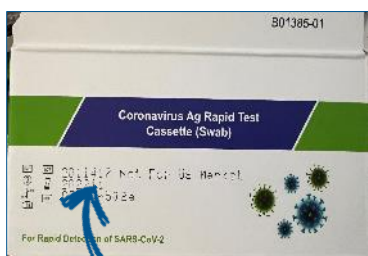 B01385-01
Coronavirus Ag Rapid Test
Cassette (Swab)
Not For US Market
For Rapid Detection of SARS-CoV-2